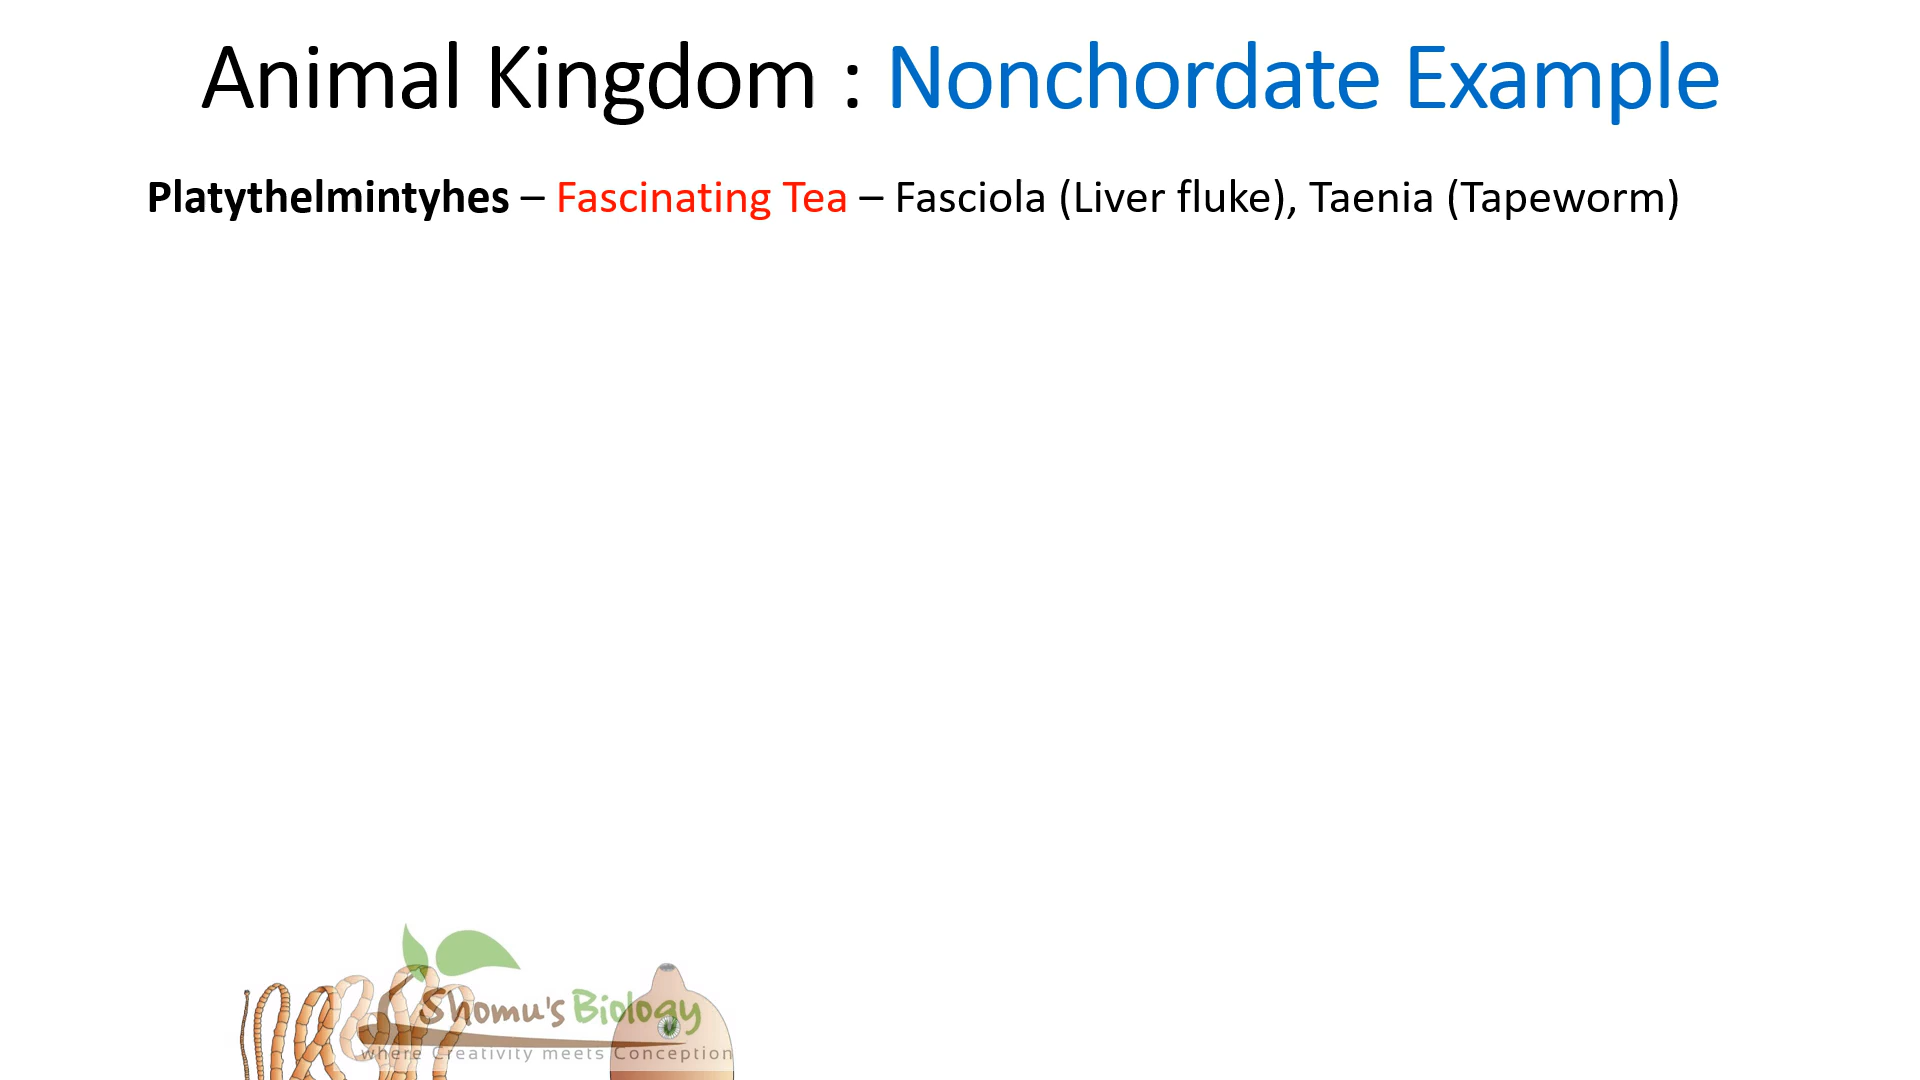 Animal Kingdom : Nonchordate Example
Platythelmintyhes – Fascinating Tea – Fasciola (Liver fluke), Taenia (Tapeworm)
Shomu's Biology
where Creativity meets Conception